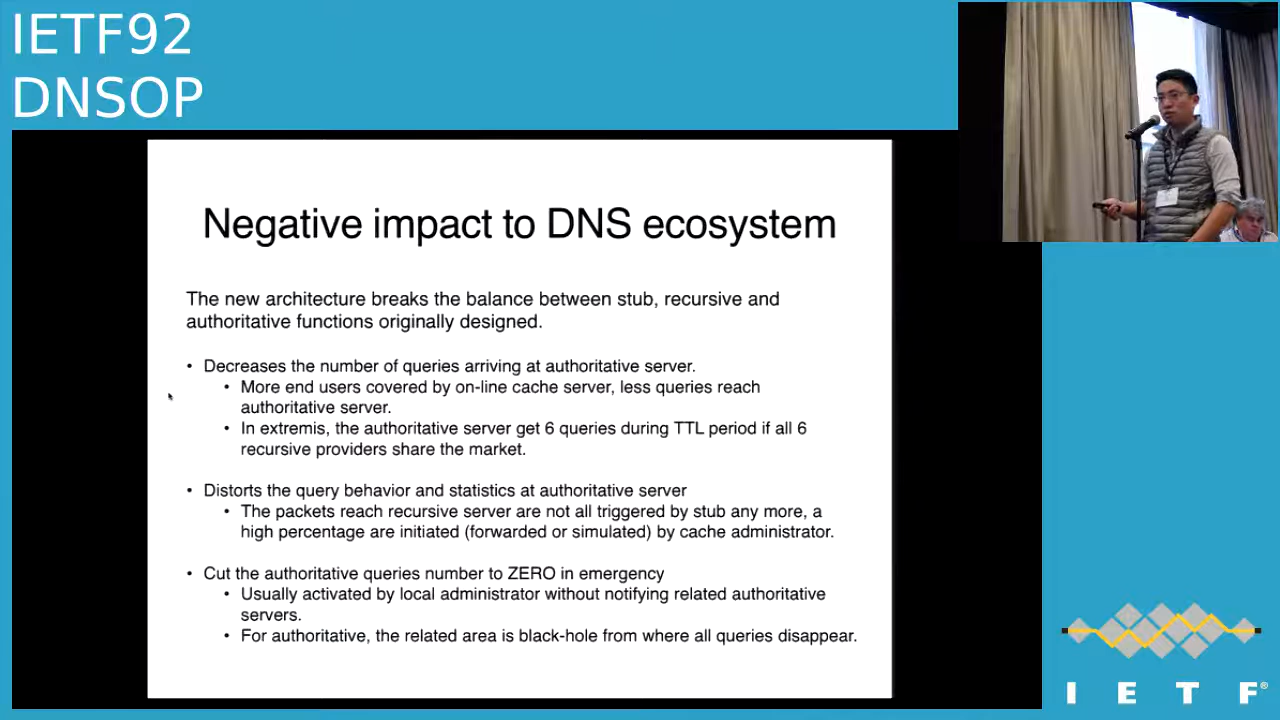 IETF92
DNSOP
Negative impact to DNS ecosystem
The new architecture breaks the balance between stub, recursive and
authoritative functions originally designed.
• Decreases the number of queries arriving at authoritative server.
• More end users covered by on-line cache server, less queries reach
authoritative server.
• In extremis, the authoritative server get 6 queries during TTL period if all 6
recursive providers share the market.
• Distorts the query behavior and statistics at authoritative server
• The packets reach recursive server are not all triggered by stub any more, a
high percentage are initiated (forwarded or simulated) by cache administrator.
• Cut the authoritative queries number to ZERO in emergency
• Usually activated by local administrator without notifying related authoritative
servers.
• For authoritative, the related area is black-hole from where all queries disappear.
I E T F®